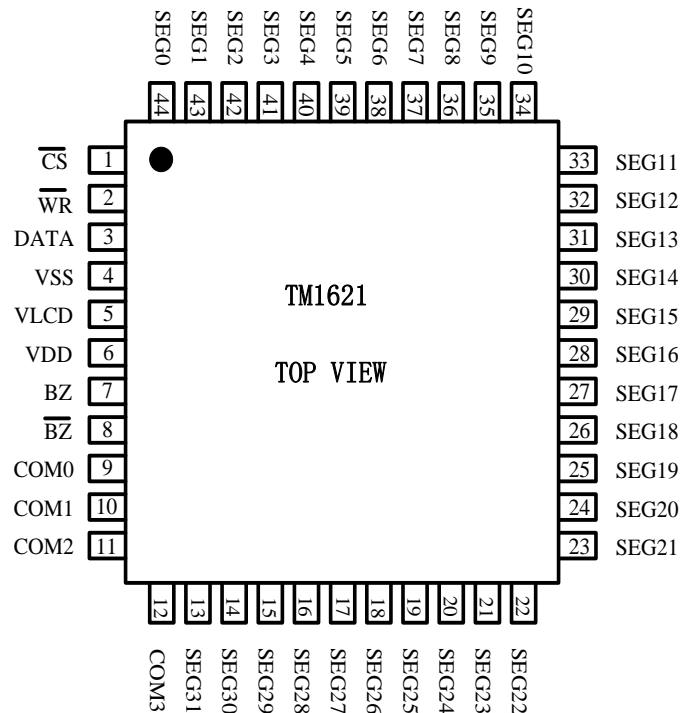 SEG0 SEG1 SEG2 SEG3 SEG4 SEG5 SEG6 SEG7 SEG8 SEG9 SEG10
44 43 42 41 40 39 38 37 36 35 34
C̅S̅ 1 33 SEG11
W̅R̅ 2 32 SEG12
DATA 3 31 SEG13
VSS 4 30 SEG14
TM1621
VLCD 5 29 SEG15
VDD 6 28 SEG16
TOP VIEW
BZ 7 27 SEG17
B̅Z̅ 8 26 SEG18
COM0 9 25 SEG19
COM1 10 24 SEG20
COM2 11 23 SEG21
12 13 14 15 16 17 18 19 20 21 22
COM3 SEG31 SEG30 SEG29 SEG28 SEG27 SEG26 SEG25 SEG24 SEG23 SEG22